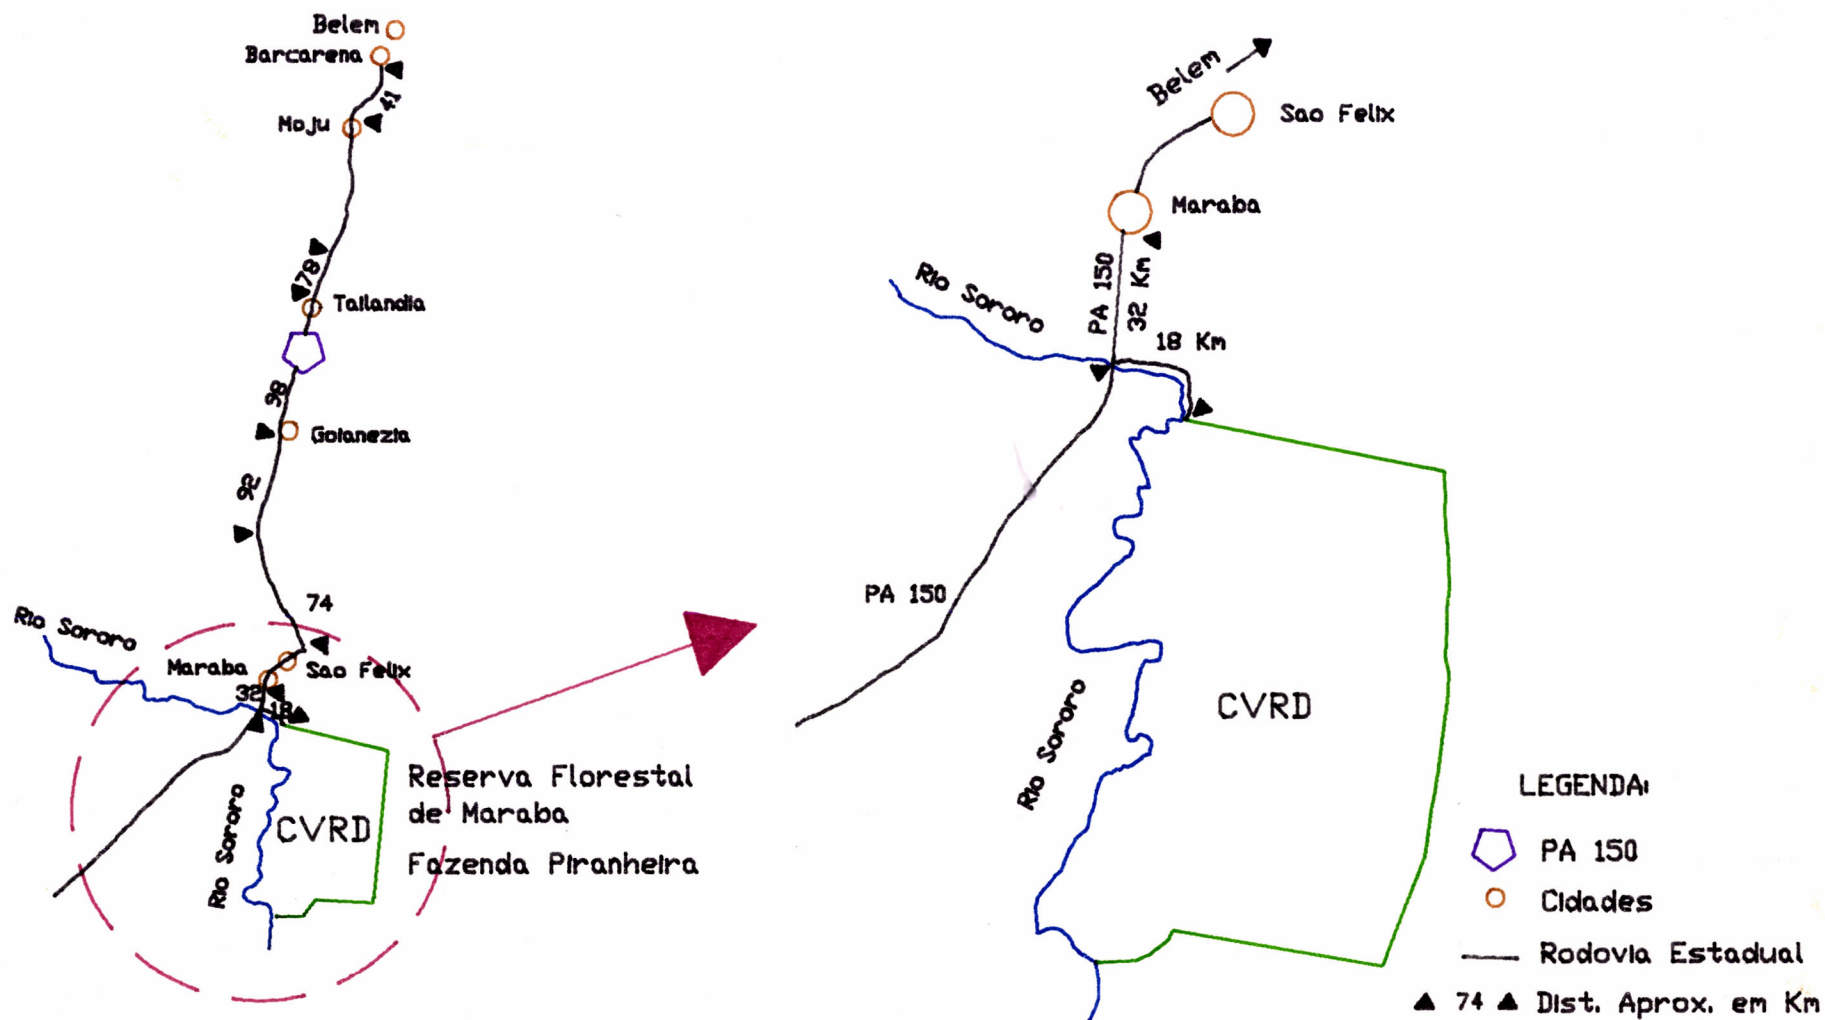 Belem
Barcarena
41
Moju
78
Tailandia
98
Goianezia
92
74
Rio Sororo
Maraba
Sao Felix
32
18
Rio Sororo
CVRD
Reserva Florestal
de Maraba
Fazenda Piranheira
Belem
Sao Felix
Maraba
PA 150
32 Km
Rio Sororo
18 Km
PA 150
Rio Sororo
CVRD
LEGENDA:
PA 150
Cidades
Rodovia Estadual
74 Dist. Aprox. em Km